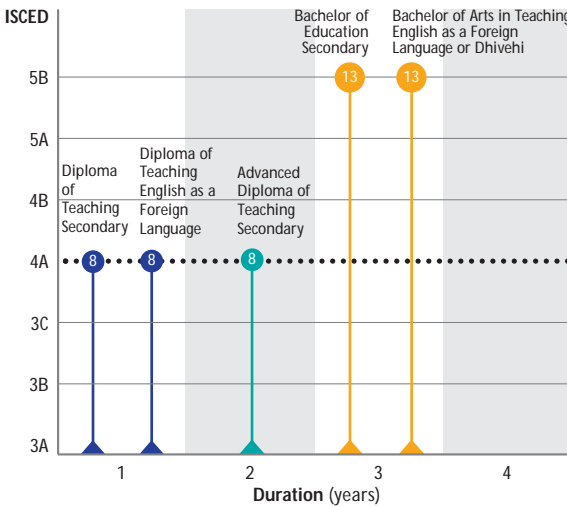 ISCED
Bachelor of
Education
Secondary
Bachelor of Arts in Teaching
English as a Foreign
Language or Dhivehi
5B
13
13
5A
Diploma
of
Teaching
Secondary
Diploma of
Teaching
English as a
Foreign
Language
Advanced
Diploma of
Teaching
Secondary
4B
4A
8
8
8
3C
3B
3A
1
2
3
4
Duration (years)